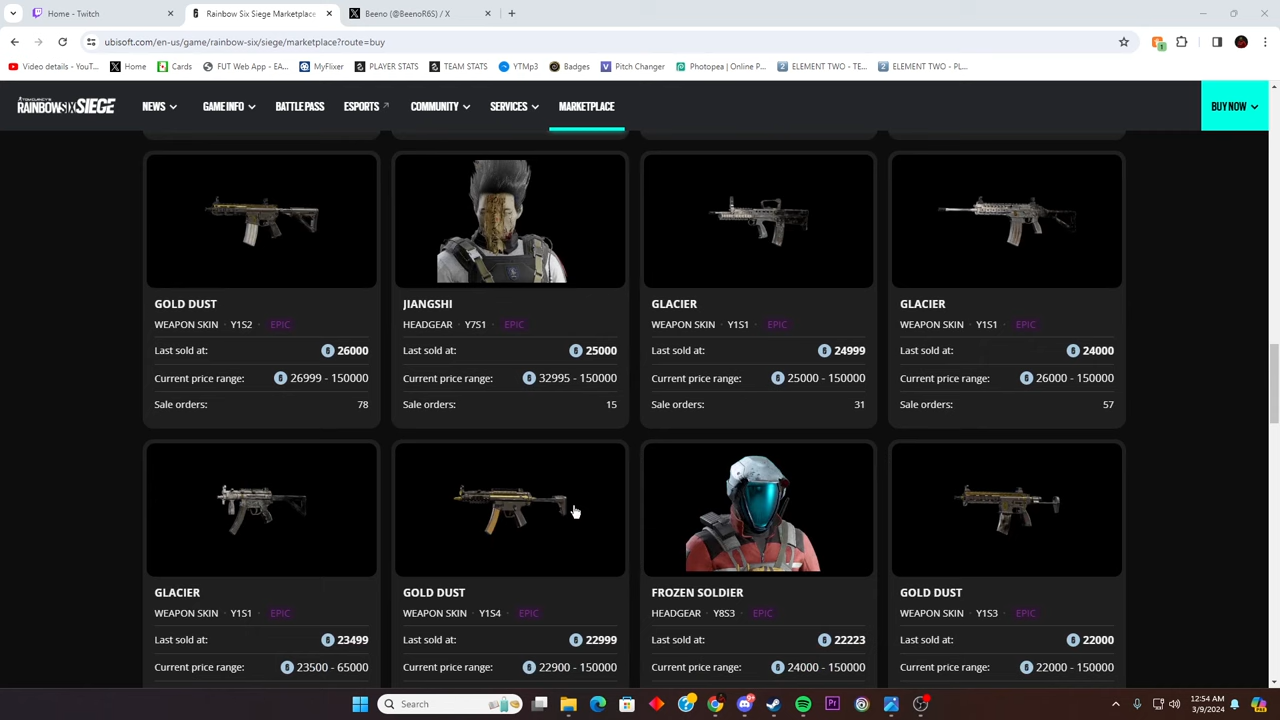 Home - Twitch
Rainbow Six Siege Marketplace
Beeno (@BeenoR6S) / X
ubisoft.com/en-us/game/rainbow-six/siege/marketplace?route=buy
Video details - YouT...
Home
Cards
FUT Web App - EA...
MyFlixer
PLAYER STATS
TEAM STATS
YTMp3
Badges
Pitch Changer
Photopea | Online P...
ELEMENT TWO - TE...
ELEMENT TWO - PL...
RAINBOWSIXSIEGE
NEWS
GAME INFO
BATTLE PASS
ESPORTS
COMMUNITY
SERVICES
MARKETPLACE
BUY NOW
GOLD DUST
WEAPON SKIN · Y1S2 · EPIC
Last sold at: 26000
Current price range: 26999 - 150000
Sale orders: 78
JIANGSHI
HEADGEAR · Y7S1 · EPIC
Last sold at: 25000
Current price range: 32995 - 150000
Sale orders: 15
GLACIER
WEAPON SKIN · Y1S1 · EPIC
Last sold at: 24999
Current price range: 25000 - 150000
Sale orders: 31
GLACIER
WEAPON SKIN · Y1S1 · EPIC
Last sold at: 24000
Current price range: 26000 - 150000
Sale orders: 57
GLACIER
WEAPON SKIN · Y1S1 · EPIC
Last sold at: 23499
Current price range: 23500 - 65000
GOLD DUST
WEAPON SKIN · Y1S4 · EPIC
Last sold at: 22999
Current price range: 22900 - 150000
FROZEN SOLDIER
HEADGEAR · Y8S3 · EPIC
Last sold at: 22223
Current price range: 24000 - 150000
GOLD DUST
WEAPON SKIN · Y1S3 · EPIC
Last sold at: 22000
Current price range: 22000 - 150000
Search
12:54 AM
3/9/2024